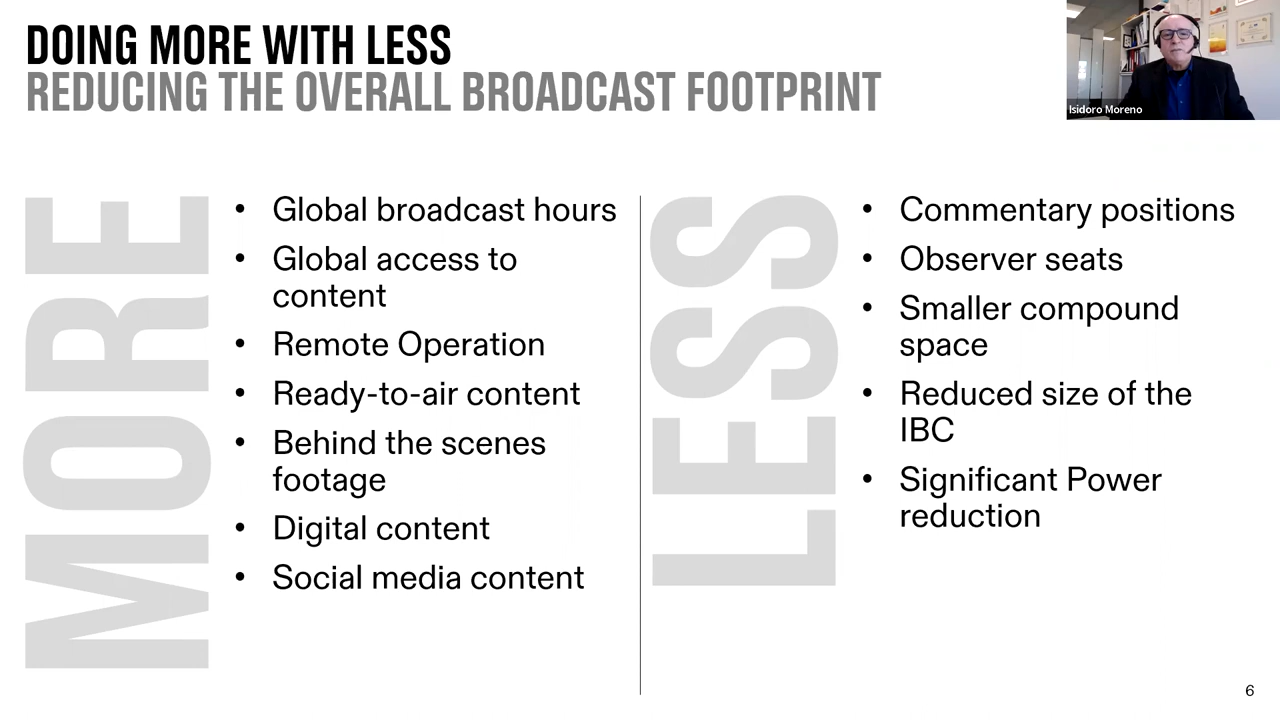 DOING MORE WITH LESS
REDUCING THE OVERALL BROADCAST FOOTPRINT
Isidoro Moreno
MORE
• Global broadcast hours
• Global access to
content
• Remote Operation
• Ready-to-air content
• Behind the scenes
footage
• Digital content
• Social media content
LESS
• Commentary positions
• Observer seats
• Smaller compound
space
• Reduced size of the
IBC
• Significant Power
reduction
6